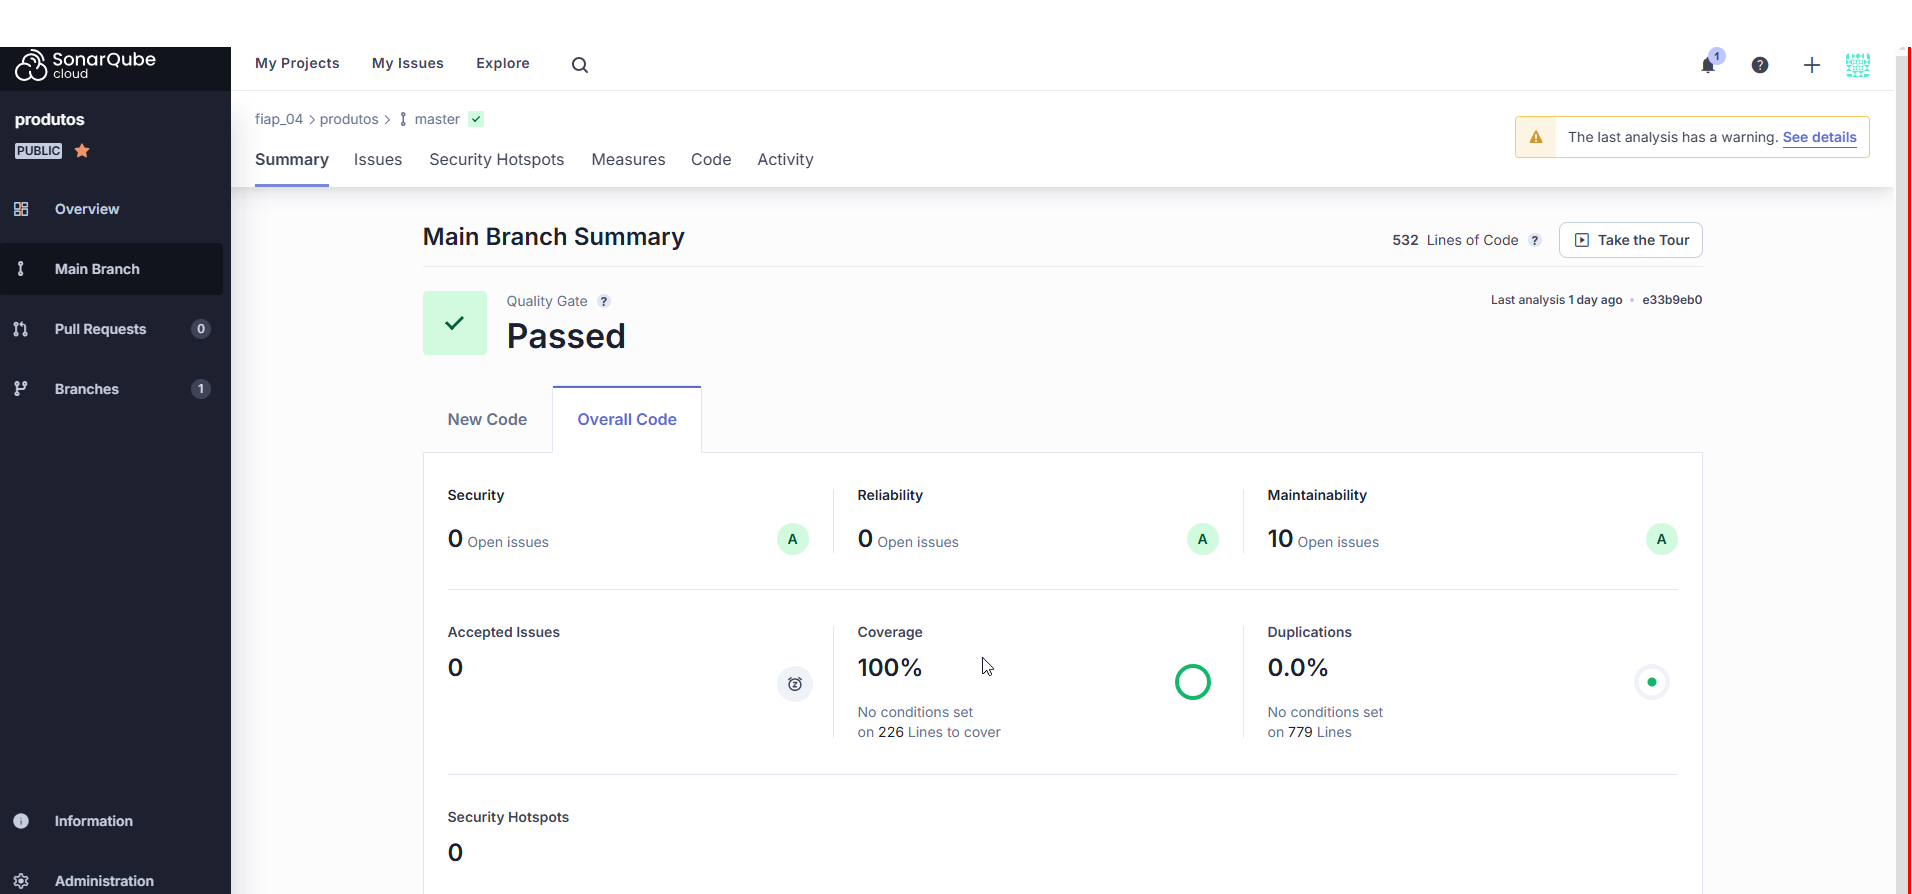 SonarQube
cloud
My Projects My Issues Explore
1
?
produtos
PUBLIC
fiap_04 > produtos > master
The last analysis has a warning. See details
Summary Issues Security Hotspots Measures Code Activity
Overview
Main Branch
Pull Requests 0
Branches 1
Information
Administration
Main Branch Summary
532 Lines of Code ?
Take the Tour
Quality Gate ?
Passed
Last analysis 1 day ago • e33b9eb0
New Code Overall Code
Security
0 Open issues A
Reliability
0 Open issues A
Maintainability
10 Open issues A
Accepted Issues
0
Coverage
100%
No conditions set
on 226 Lines to cover
Duplications
0.0%
No conditions set
on 779 Lines
Security Hotspots
0